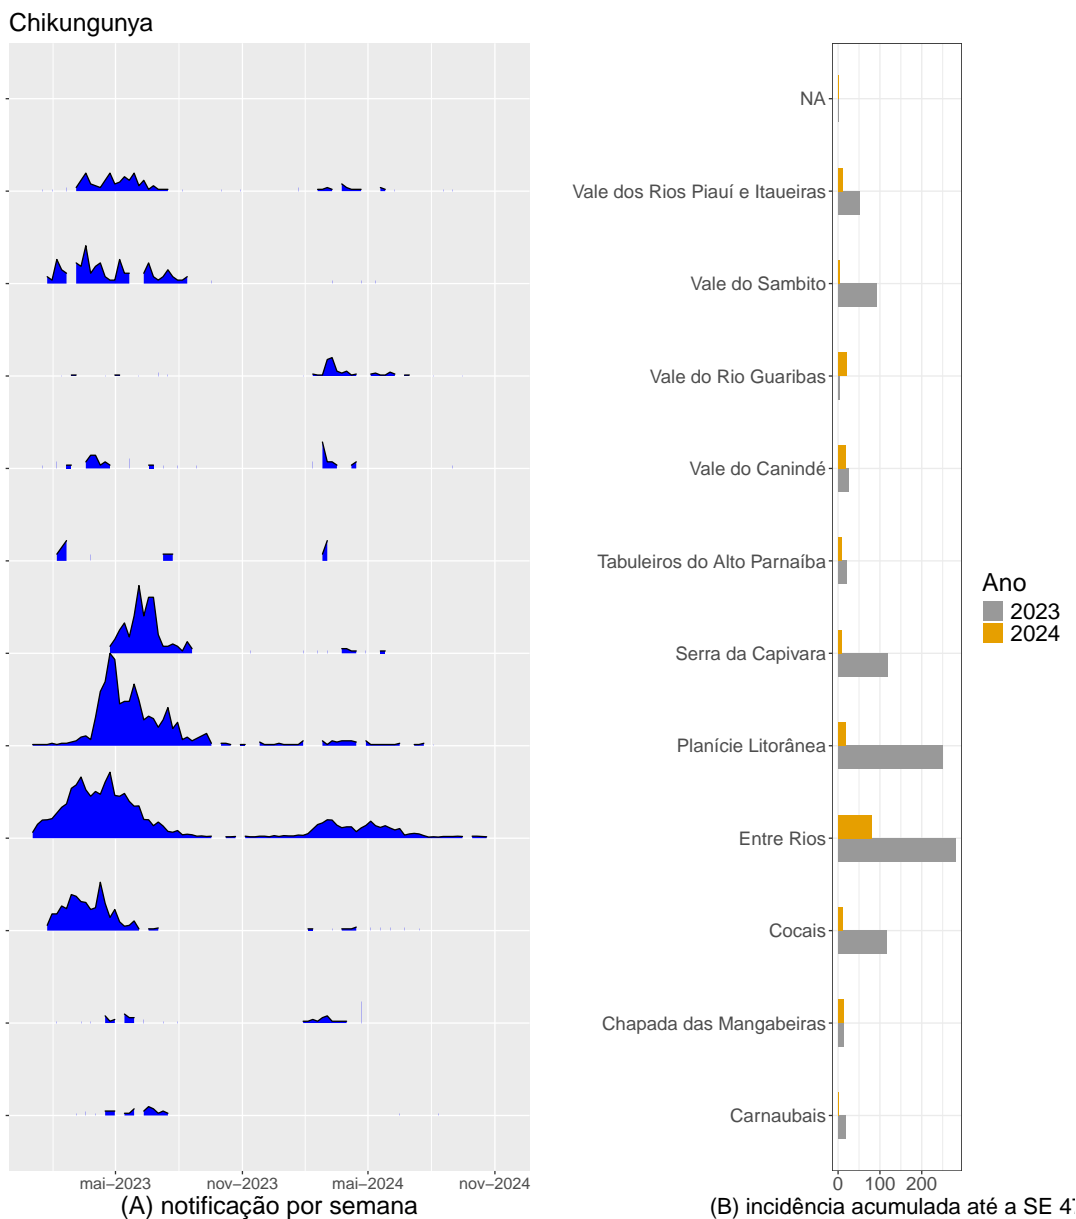 Chikungunya
NA
Vale dos Rios Piauí e Itaueiras
Vale do Sambito
Vale do Rio Guaribas
Vale do Canindé
Tabuleiros do Alto Parnaíba
Serra da Capivara
Planície Litorânea
Entre Rios
Cocais
Chapada das Mangabeiras
Carnaubais
Ano
2023
2024
mai–2023 nov–2023 mai–2024 nov–2024
0 100 200
(A) notificação por semana
(B) incidência acumulada até a SE 47